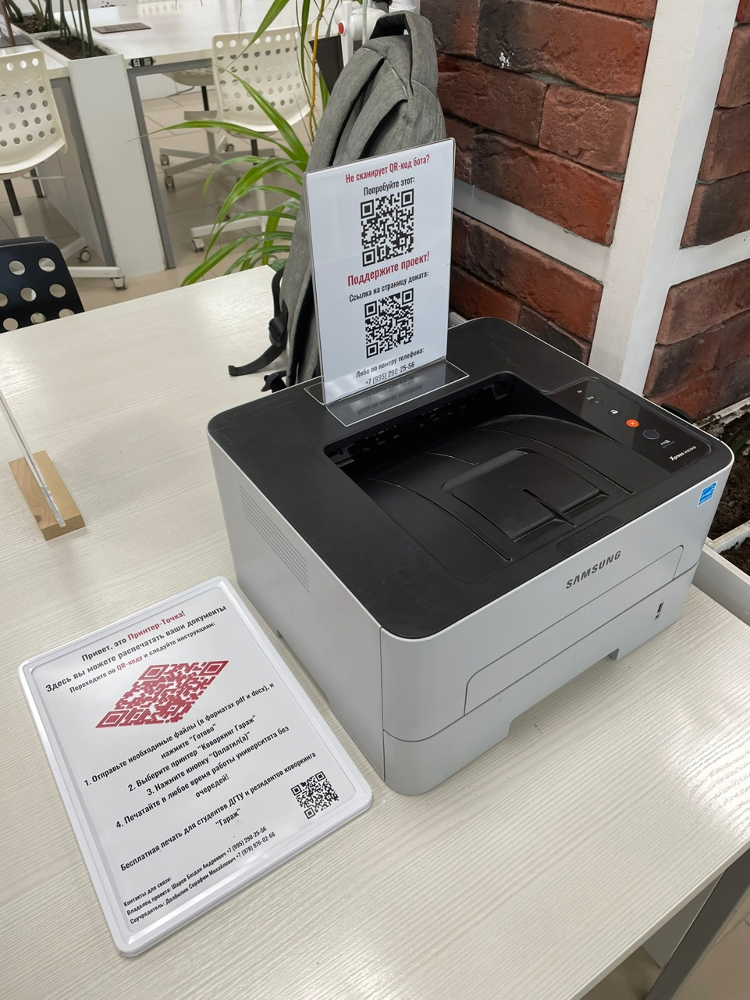 Не сканирует QR-код бота?
Попробуйте этот:
Поддержите проект!
Ссылка на страницу доната:
Либо по номеру телефона:
+7 (995) 290-25-56
Xpress
SAMSUNG
Привет, это Принтер-Точка!
Здесь вы можете распечатать ваши документы
Переходите по QR-коду и следуйте инструкциям:
1. Отправьте необходимые файлы (в форматах pdf и docx), и
нажмите "Готово"
2. Выберите принтер "Коворкинг Гараж"
3. Нажмите кнопку "Оплатил(а)"
4. Печатайте в любое время работы университета без
очередей!
Бесплатная печать для студентов ДГТУ и резидентов коворкинга
"Гараж"
Контакты для связи:
Владелец проекта: Шаров Богдан Андреевич +7 (995) 290-25-56
Соучредитель: Долбилин Серафим Михайлович +7 (978) 876-02-66